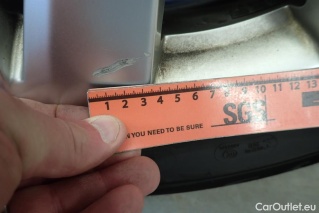 1 2 3 4 5 6 7 8 9 10 11 12 13
SGS
N YOU NEED TO BE SURE
CarOutlet.eu